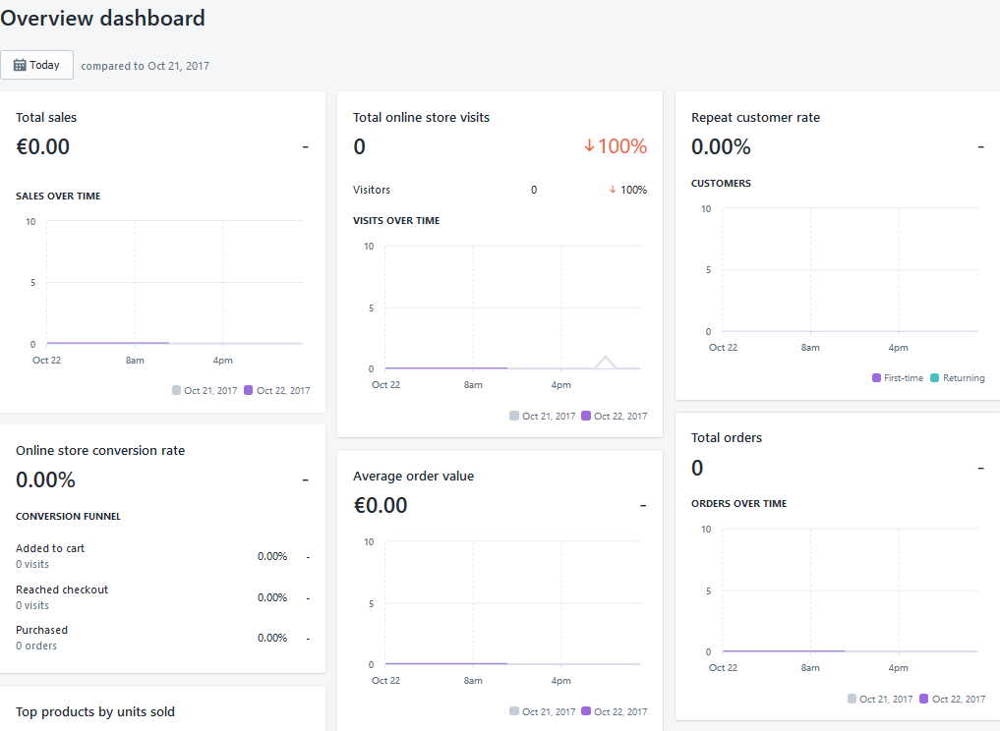 Overview dashboard
Today compared to Oct 21, 2017
Total sales
€0.00 -
SALES OVER TIME
10
5
0
Oct 22 8am 4pm
Oct 21, 2017 Oct 22, 2017
Online store conversion rate
0.00% -
CONVERSION FUNNEL
Added to cart
0 visits
0.00% -
Reached checkout
0 visits
0.00% -
Purchased
0 orders
0.00% -
Top products by units sold
Total online store visits
0 ↓100%
Visitors 0 ↓ 100%
VISITS OVER TIME
10
5
0
Oct 22 8am 4pm
Oct 21, 2017 Oct 22, 2017
Average order value
€0.00 -
10
5
0
Oct 22 8am 4pm
Oct 21, 2017 Oct 22, 2017
Repeat customer rate
0.00% -
CUSTOMERS
10
5
0
Oct 22 8am 4pm
First-time Returning
Total orders
0 -
ORDERS OVER TIME
10
5
0
Oct 22 8am 4pm
Oct 21, 2017 Oct 22, 2017